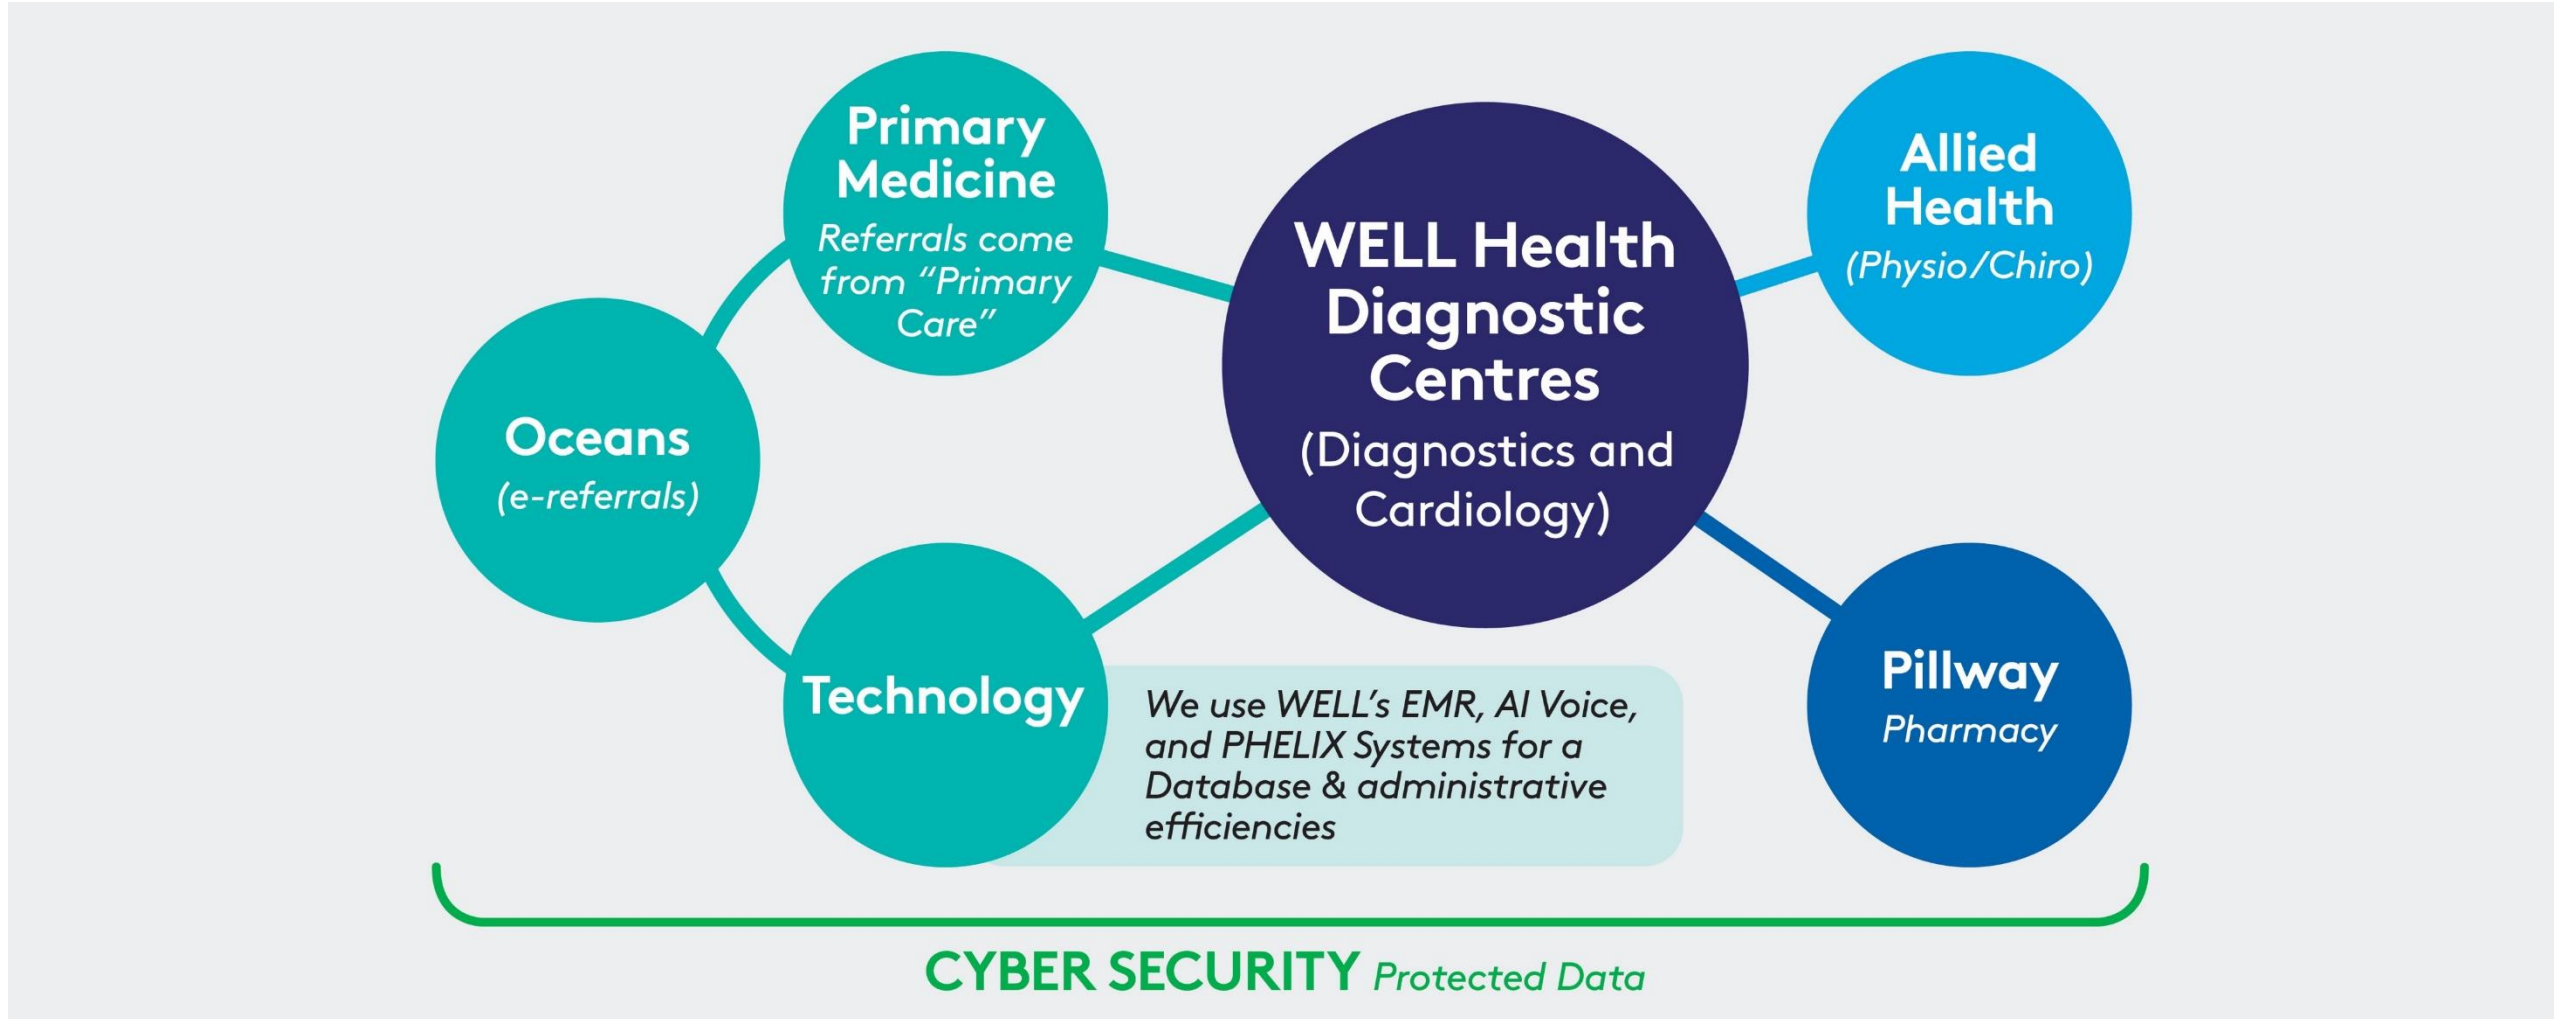 Primary
Medicine
Referrals come
from “Primary
Care”
Oceans
(e-referrals)
Technology
We use WELL’s EMR, AI Voice,
and PHELIX Systems for a
Database & administrative
efficiencies
WELL Health
Diagnostic
Centres
(Diagnostics and
Cardiology)
Allied
Health
(Physio/Chiro)
Pillway
Pharmacy
CYBER SECURITY Protected Data